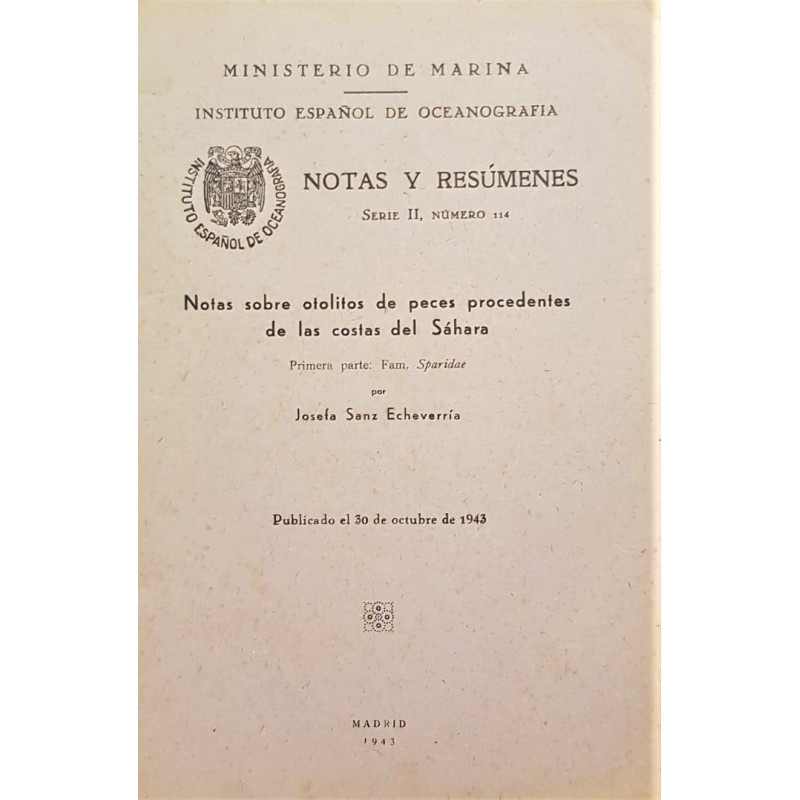 MINISTERIO DE MARINA
INSTITUTO ESPAÑOL DE OCEANOGRAFIA
INSTITUTO ESPAÑOL DE OCEANOGRAFIA
NOTAS Y RESÚMENES
SERIE II, NÚMERO 114
Notas sobre otolitos de peces procedentes
de las costas del Sáhara
Primera parte: Fam, Sparidae
por
Josefa Sanz Echeverría
Publicado el 30 de octubre de 1943
MADRID
1943